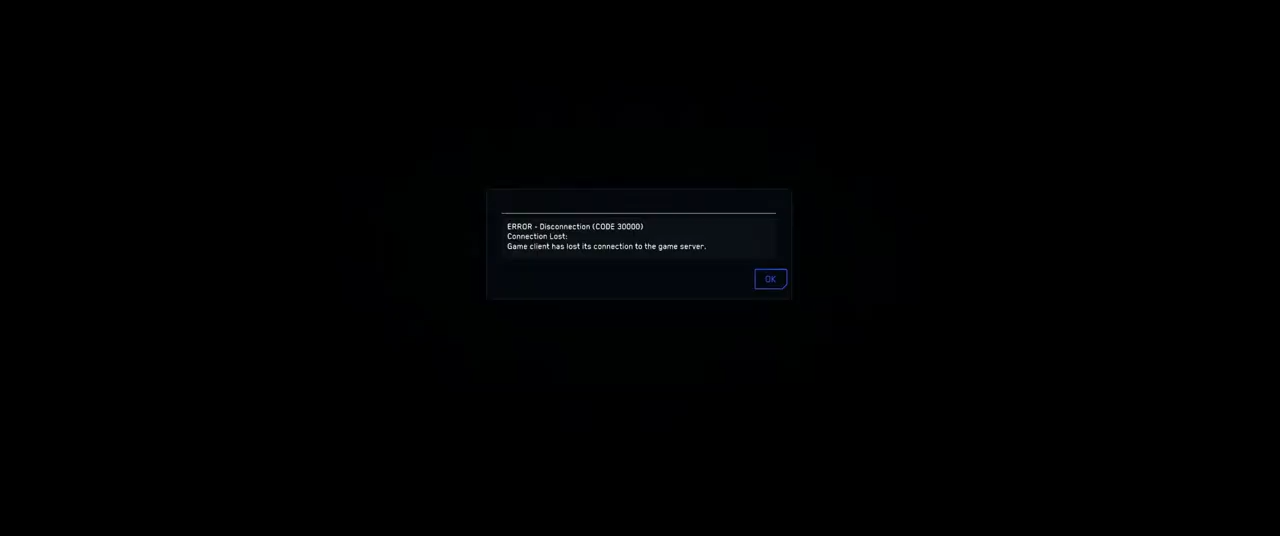 ERROR - Disconnection (CODE 30000)
Connection Lost:
Game client has lost its connection to the game server.
OK